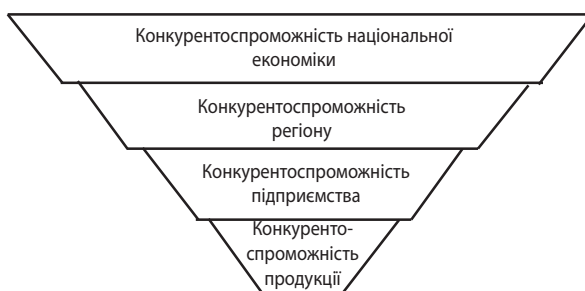 Конкурентоспроможність національної
економіки
Конкурентоспроможність
регіону
Конкурентоспроможність
підприємства
Конкуренто-
спроможність
продукції